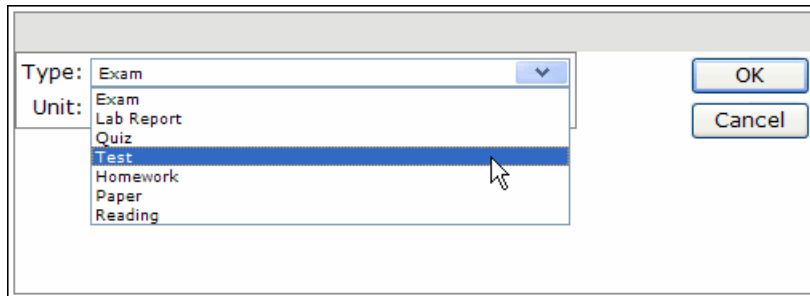 Type: Exam OK
Unit: Exam
Lab Report Cancel
Quiz
Test
Homework
Paper
Reading